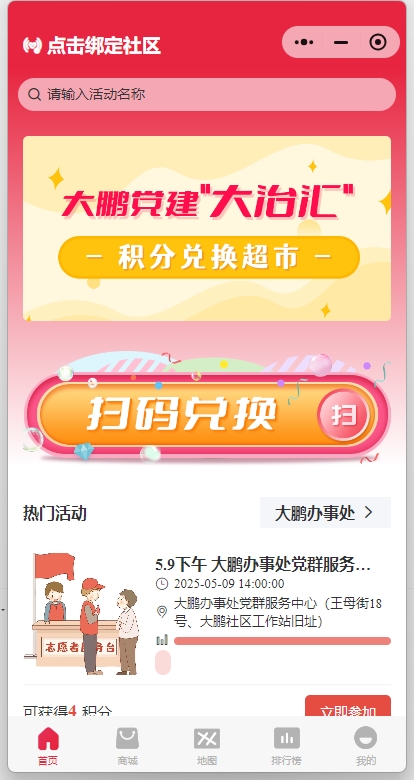 点击绑定社区
请输入活动名称
大鹏党建"大治汇"
积分兑换超市
扫码兑换
扫
热门活动
大鹏办事处
5.9下午 大鹏办事处党群服务...
2025-05-09 14:00:00
大鹏办事处党群服务中心（王母街18
号、大鹏社区工作站旧址）
志愿者服务台
可获得4 积分
立即参加
首页
商城
地图
排行榜
我的